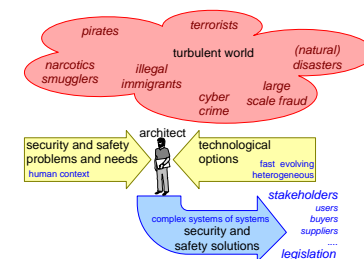 pirates
terrorists
turbulent world
(natural)
disasters
narcotics
smugglers
illegal
immigrants
cyber
crime
large
scale fraud
architect
security and safety
problems and needs
human context
technological
options
fast evolving
heterogeneous
complex systems of systems
security and
safety solutions
stakeholders
users
buyers
suppliers
....
legislation